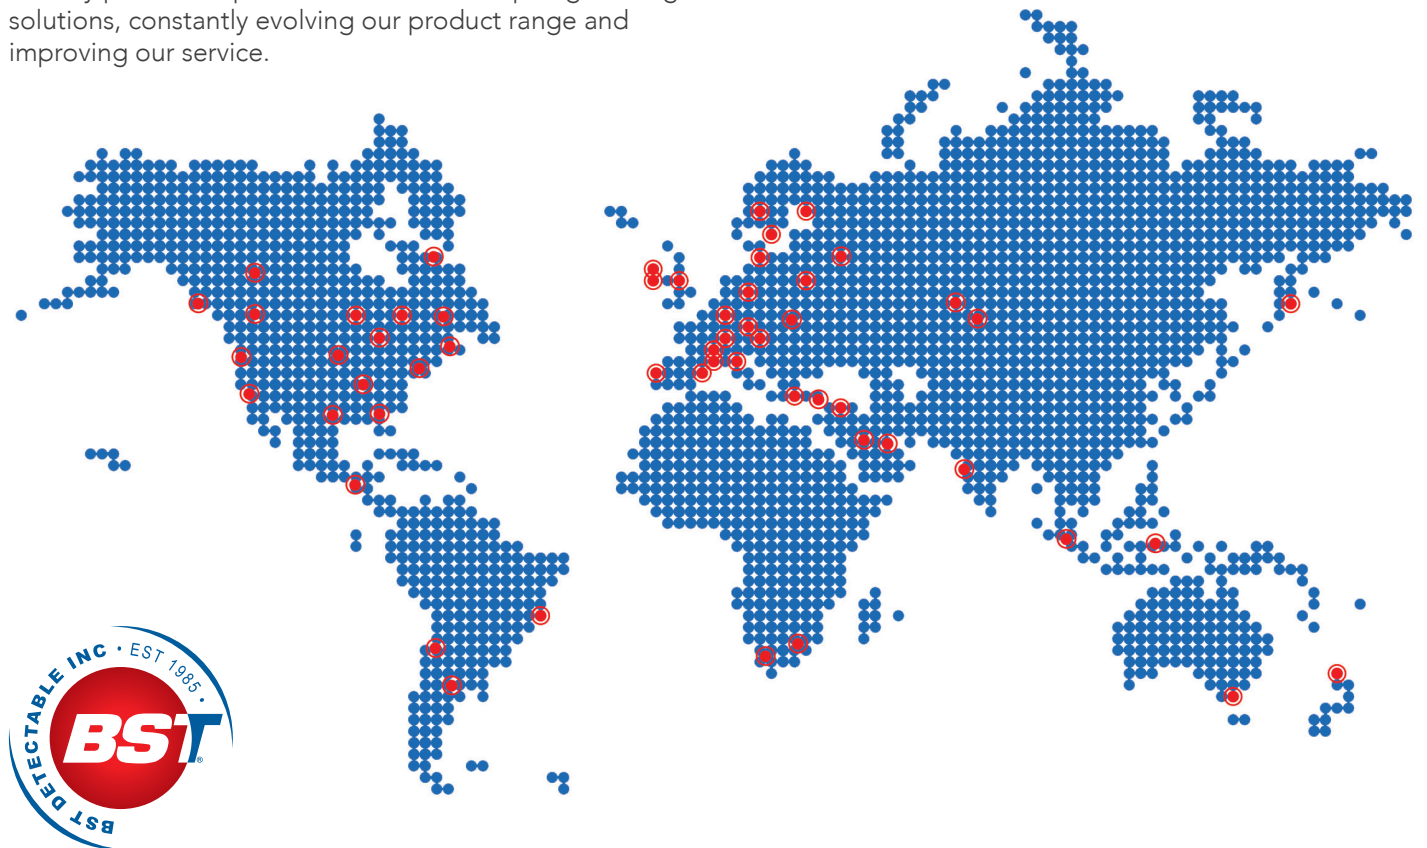 solutions, constantly evolving our product range and
improving our service.
BST DETECTABLE INC · EST 1985 ·
BST®